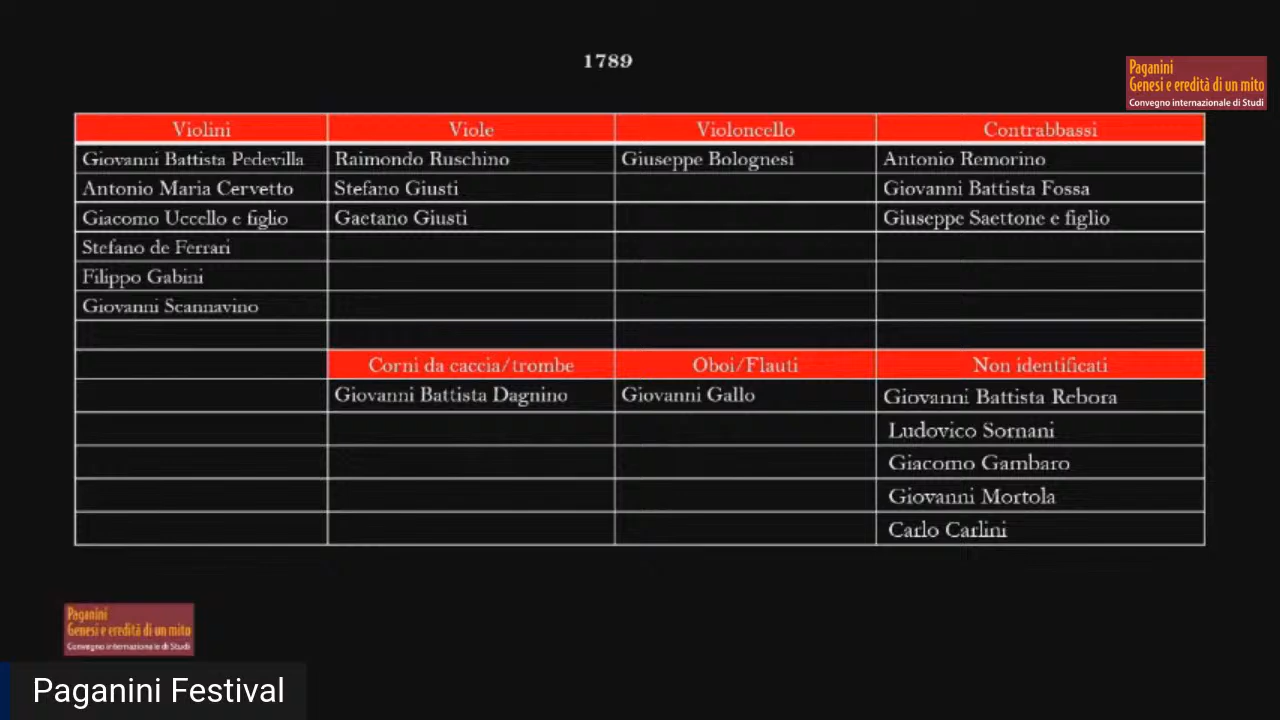 1789
Paganini
Genesi e eredità di un mito
Convegno internazionale di Studi
Violini Viole Violoncello Contrabbassi
Giovanni Battista Pedevilla Raimondo Ruschino Giuseppe Bolognesi Antonio Remorino
Antonio Maria Cervetto Stefano Giusti Giovanni Battista Fossa
Giacomo Uccello e figlio Gaetano Giusti Giuseppe Saettone e figlio
Stefano de Ferrari
Filippo Gabini
Giovanni Scannavino
Corni da caccia/trombe Oboi/Flauti Non identificati
Giovanni Battista Dagnino Giovanni Gallo Giovanni Battista Rebora
Ludovico Sornani
Giacomo Gambaro
Giovanni Mortola
Carlo Carlini
Paganini
Genesi e eredità di un mito
Convegno internazionale di Studi
Paganini Festival